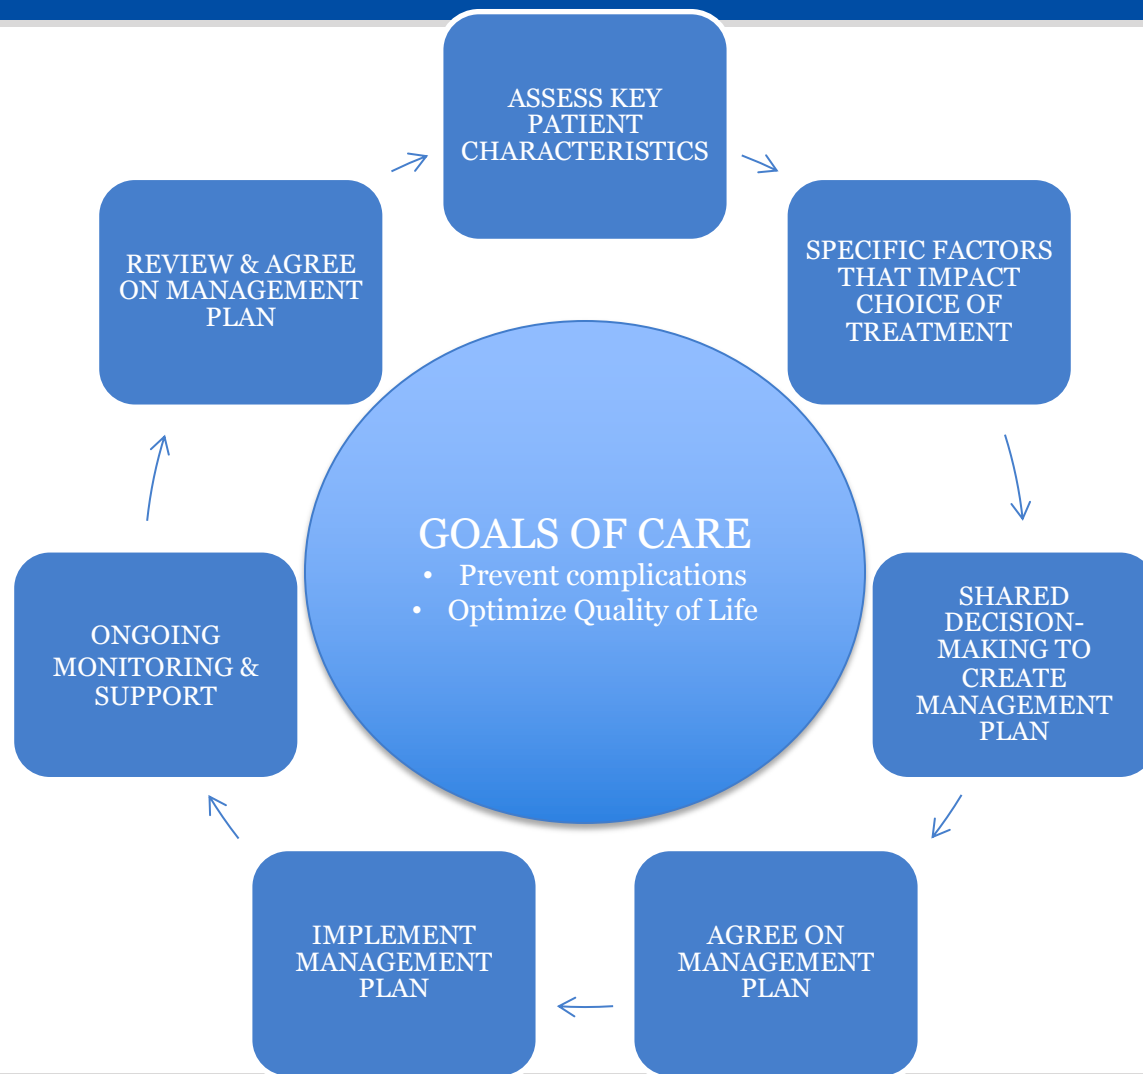 ASSESS KEY
PATIENT
CHARACTERISTICS
SPECIFIC FACTORS
THAT IMPACT
CHOICE OF
TREATMENT
SHARED
DECISION-
MAKING TO
CREATE
MANAGEMENT
PLAN
AGREE ON
MANAGEMENT
PLAN
IMPLEMENT
MANAGEMENT
PLAN
ONGOING
MONITORING &
SUPPORT
REVIEW & AGREE
ON MANAGEMENT
PLAN
GOALS OF CARE
• Prevent complications
• Optimize Quality of Life